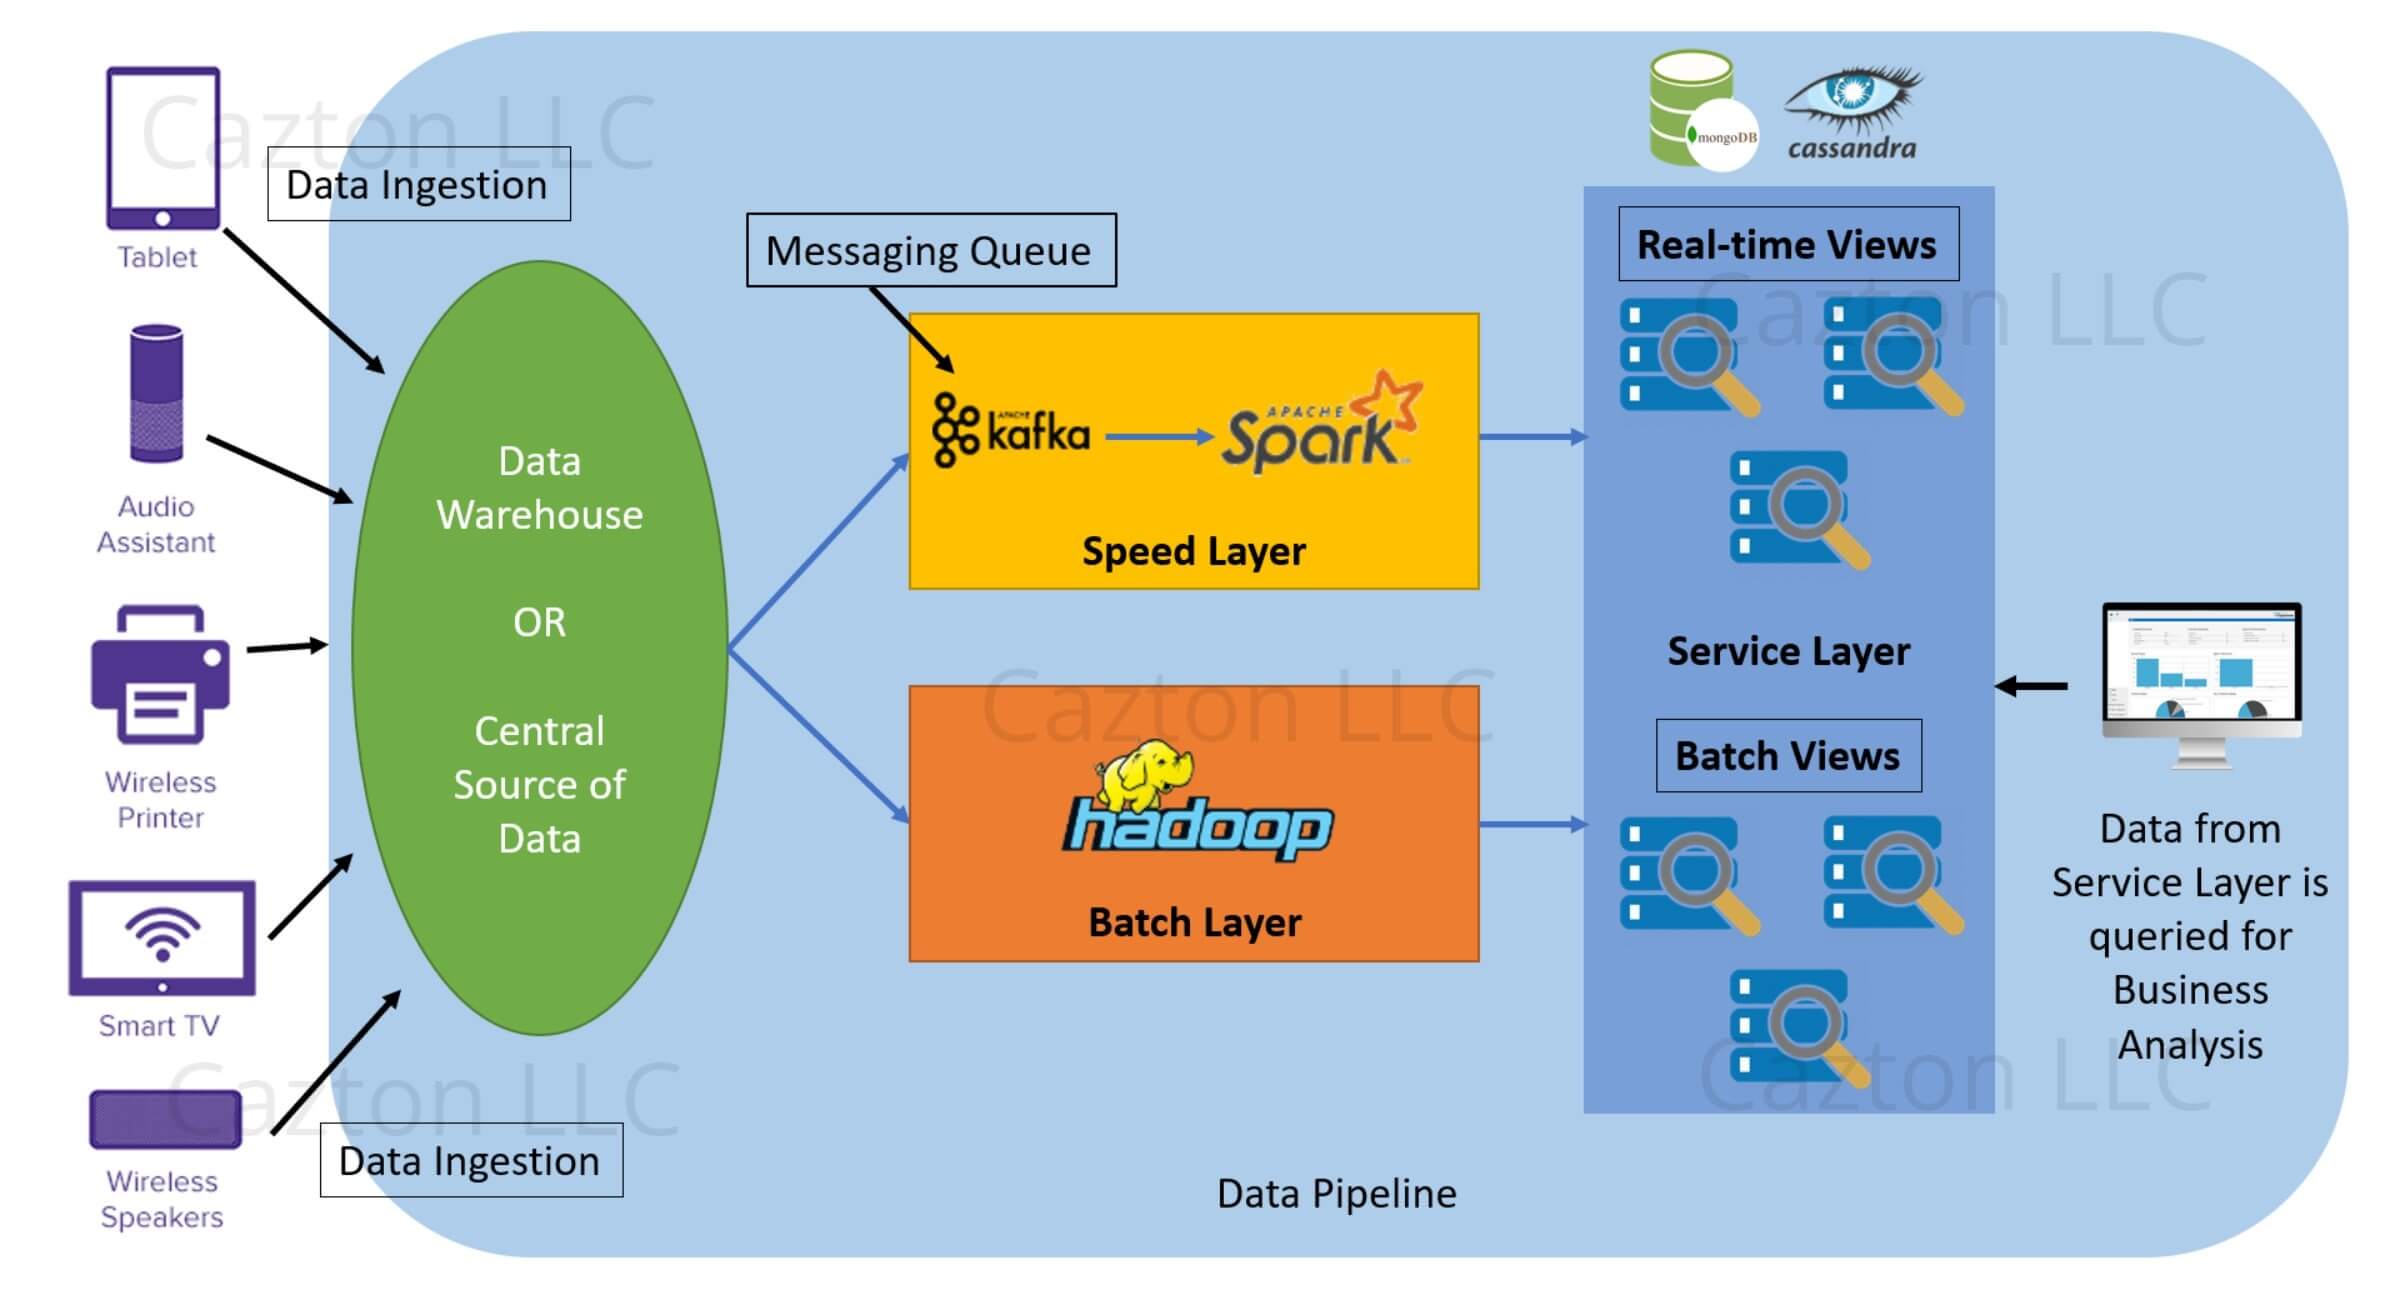 Cazton LLC
Data Ingestion
Tablet
Audio
Assistant
Wireless
Printer
Smart TV
Wireless
Speakers
Cazton LLC
Data Ingestion
Data
Warehouse
OR
Central
Source of
Data
Messaging Queue
APACHE
kafka
APACHE
Spark
Speed Layer
Cazton LLC
hadoop
Batch Layer
mongoDB
cassandra
Real-time Views
Cazton LLC
Service Layer
Batch Views
Cazton LLC
Data from
Service Layer is
queried for
Business
Analysis
Data Pipeline